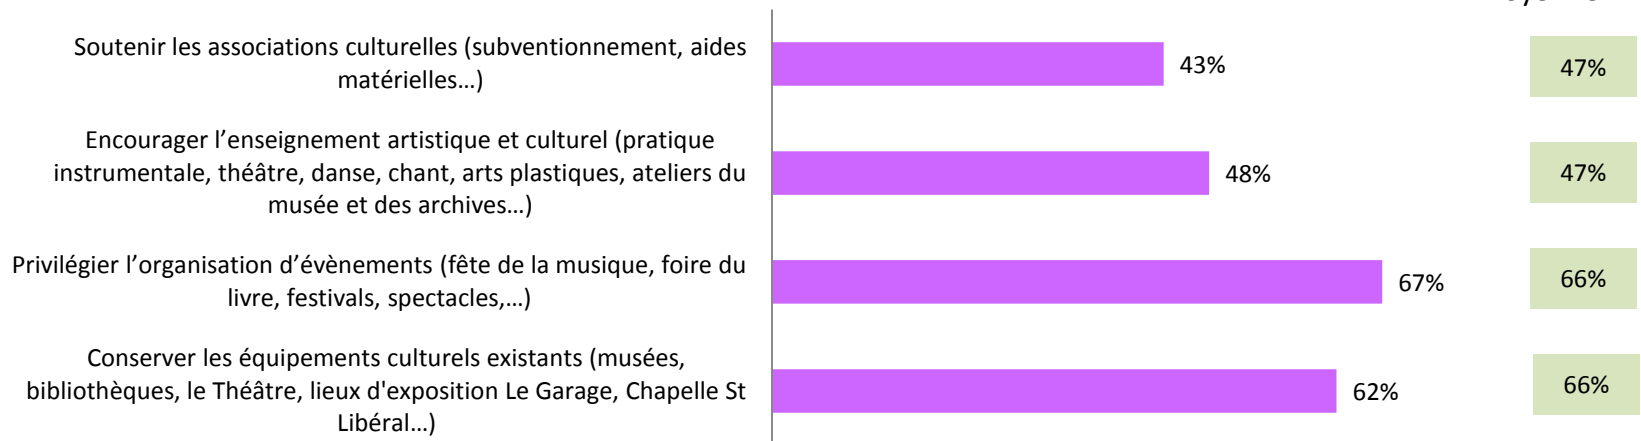 Soutenir les associations culturelles (subventionnement, aides
matérielles…)
43%
47%
Encourager l’enseignement artistique et culturel (pratique
instrumentale, théâtre, danse, chant, arts plastiques, ateliers du
musée et des archives…)
48%
47%
Privilégier l’organisation d’évènements (fête de la musique, foire du
livre, festivals, spectacles,…)
67%
66%
Conserver les équipements culturels existants (musées,
bibliothèques, le Théâtre, lieux d'exposition Le Garage, Chapelle St
Libéral…)
62%
66%